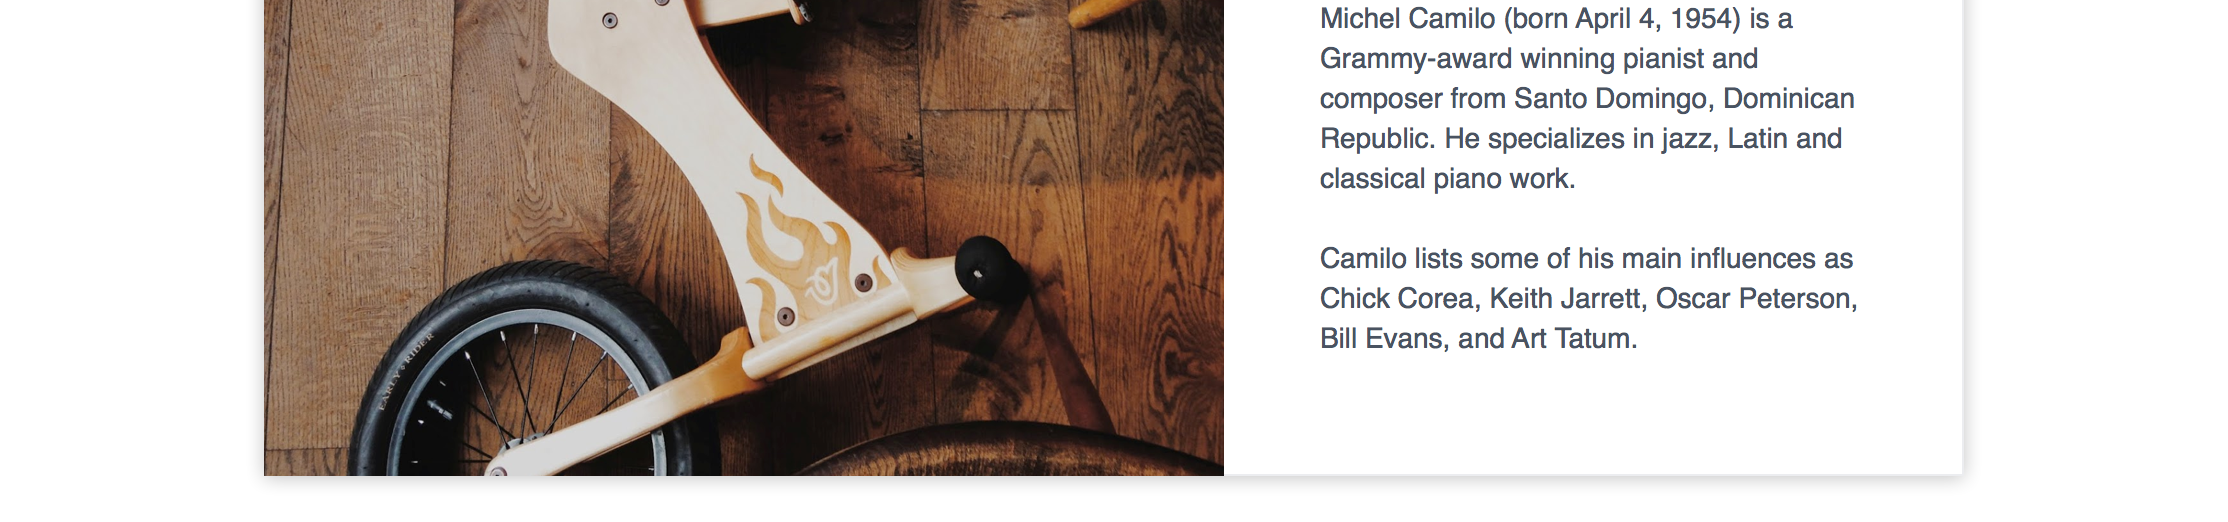 Michel Camilo (born April 4, 1954) is a
Grammy-award winning pianist and
composer from Santo Domingo, Dominican
Republic. He specializes in jazz, Latin and
classical piano work.
Camilo lists some of his main influences as
Chick Corea, Keith Jarrett, Oscar Peterson,
Bill Evans, and Art Tatum.
EARLY RIDER